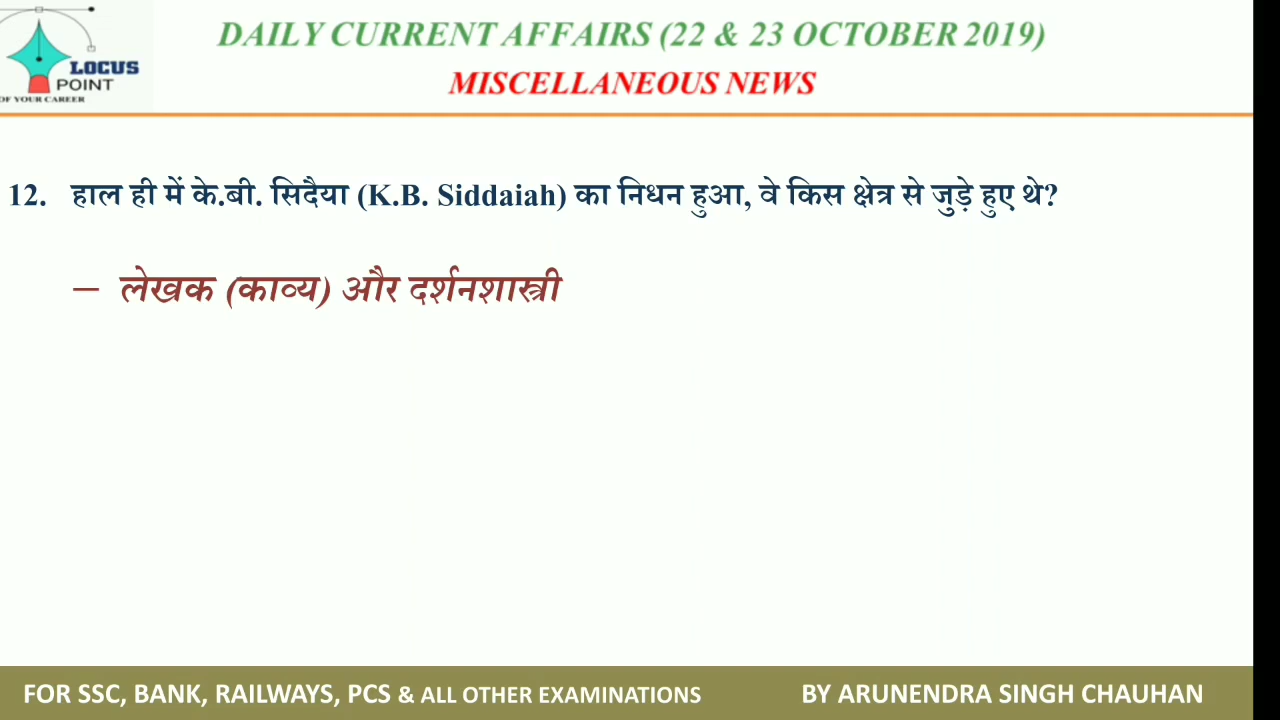 DAILY CURRENT AFFAIRS (22 & 23 OCTOBER 2019)
MISCELLANEOUS NEWS
LOCUS
POINT
OF YOUR CAREER
12. हाल ही में के.बी. सिदैया (K.B. Siddaiah) का निधन हुआ, वे किस क्षेत्र से जुड़े हुए थे?
– लेखक (काव्य) और दर्शनशास्त्री
FOR SSC, BANK, RAILWAYS, PCS & ALL OTHER EXAMINATIONS
BY ARUNENDRA SINGH CHAUHAN